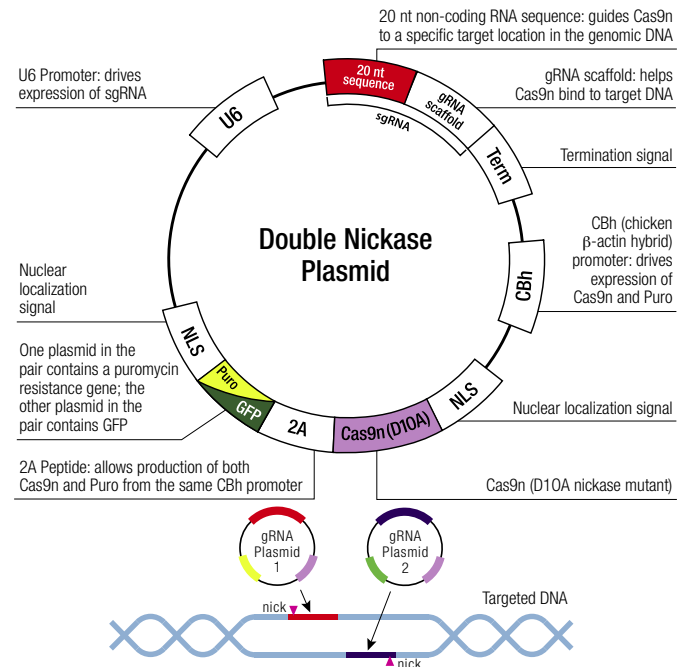 20 nt non-coding RNA sequence: guides Cas9n
to a specific target location in the genomic DNA
U6 Promoter: drives
expression of sgRNA
gRNA scaffold: helps
Cas9n bind to target DNA
U6
20 nt
sequence
gRNA
scaffold
sgRNA
Term
Termination signal
Double Nickase
Plasmid
CBh (chicken
β-actin hybrid)
promoter: drives
expression of
Cas9n and Puro
CBh
Nuclear
localization
signal
NLS
One plasmid in the
pair contains a puromycin
resistance gene; the
other plasmid in the
pair contains GFP
Puro
GFP
2A
Cas9n (D10A)
NLS
Nuclear localization signal
2A Peptide: allows production of both
Cas9n and Puro from the same CBh promoter
Cas9n (D10A nickase mutant)
gRNA
Plasmid
1
gRNA
Plasmid
2
nick
Targeted DNA
nick